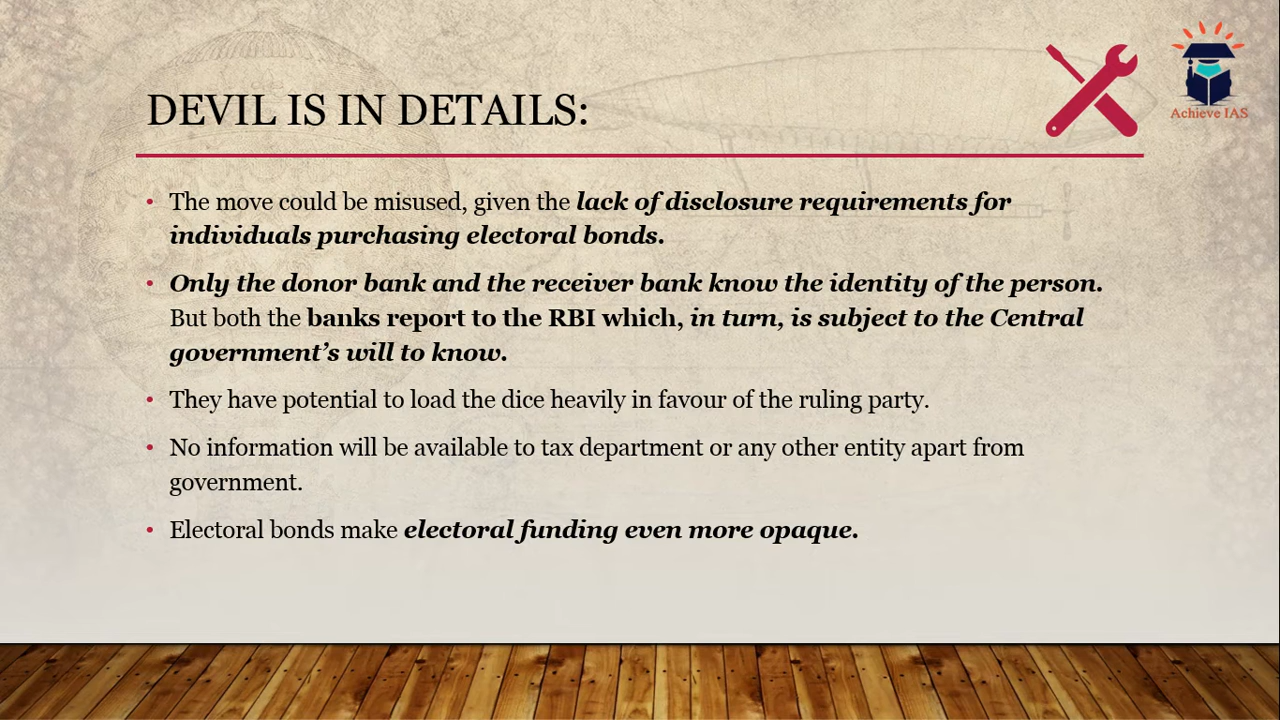 DEVIL IS IN DETAILS:
Achieve IAS
• The move could be misused, given the lack of disclosure requirements for
individuals purchasing electoral bonds.
• Only the donor bank and the receiver bank know the identity of the person.
But both the banks report to the RBI which, in turn, is subject to the Central
government’s will to know.
• They have potential to load the dice heavily in favour of the ruling party.
• No information will be available to tax department or any other entity apart from
government.
• Electoral bonds make electoral funding even more opaque.